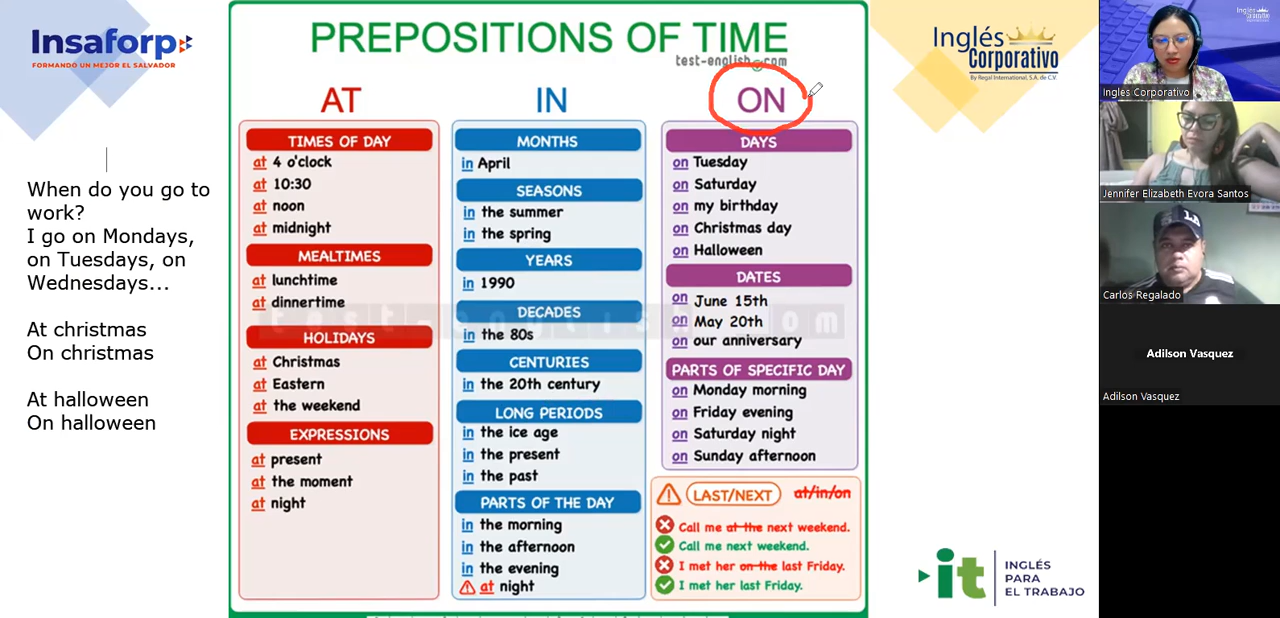 Insaforp
FORMANDO UN MEJOR EL SALVADOR
When do you go to
work?
I go on Mondays,
on Tuesdays, on
Wednesdays...
At christmas
On christmas
At halloween
On halloween
PREPOSITIONS OF TIME
test-english.com
AT
TIMES OF DAY
at 4 o'clock
at 10:30
at noon
at midnight
MEALTIMES
at lunchtime
at dinnertime
HOLIDAYS
at Christmas
at Eastern
at the weekend
EXPRESSIONS
at present
at the moment
at night
IN
MONTHS
in April
SEASONS
in the summer
in the spring
YEARS
in 1990
DECADES
in the 80s
CENTURIES
in the 20th century
LONG PERIODS
in the ice age
in the present
in the past
PARTS OF THE DAY
in the morning
in the afternoon
in the evening
at night
ON
DAYS
on Tuesday
on Saturday
on my birthday
on Christmas day
on Halloween
DATES
on June 15th
on May 20th
on our anniversary
PARTS OF SPECIFIC DAY
on Monday morning
on Friday evening
on Saturday night
on Sunday afternoon
LAST/NEXT at/in/on
Call me at the next weekend.
Call me next weekend.
I met her on the last Friday.
I met her last Friday.
test-english.com
Inglés
Corporativo
By Regal International, S.A. de C.V.
it
INGLÉS
PARA
EL TRABAJO
Inglés
Corporativo
Ingles Corporativo
Jennifer Elizabeth Evora Santos
Carlos Regalado
Adilson Vasquez
Adilson Vasquez